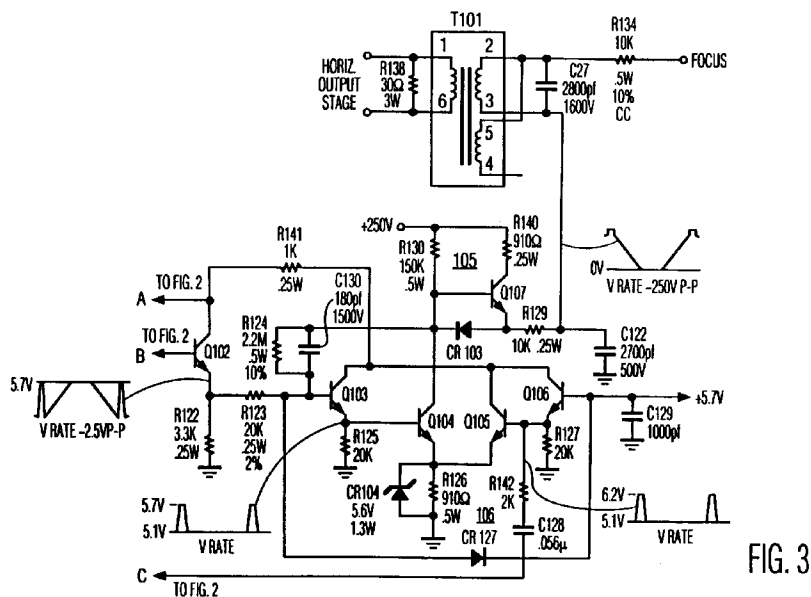 T101
1
2
6
3
5
4
HORIZ.
OUTPUT
STAGE
R138
30Ω
3W
C27
2800pf
1600V
R134
10K
.5W
10%
CC
FOCUS
+250V
R130
150K
.5W
105
R140
910Ω
.25W
Q107
0V
V RATE ~250V P-P
R141
1K
.25W
TO FIG. 2
A
TO FIG. 2
B
Q102
C130
180pf
1500V
R124
2.2M
.5W
10%
CR 103
R129
10K .25W
C122
2700pf
500V
5.7V
V RATE ~2.5VP-P
R122
3.3K
.25W
R123
20K
.25W
2%
Q103
Q104
Q105
Q106
+5.7V
C129
1000pf
R125
20K
R127
20K
R126
910Ω
.5W
106
CR104
5.6V
1.3W
R142
2K
C128
.056μ
CR 127
5.7V
5.1V
V RATE
6.2V
5.1V
V RATE
C
TO FIG. 2
FIG. 3